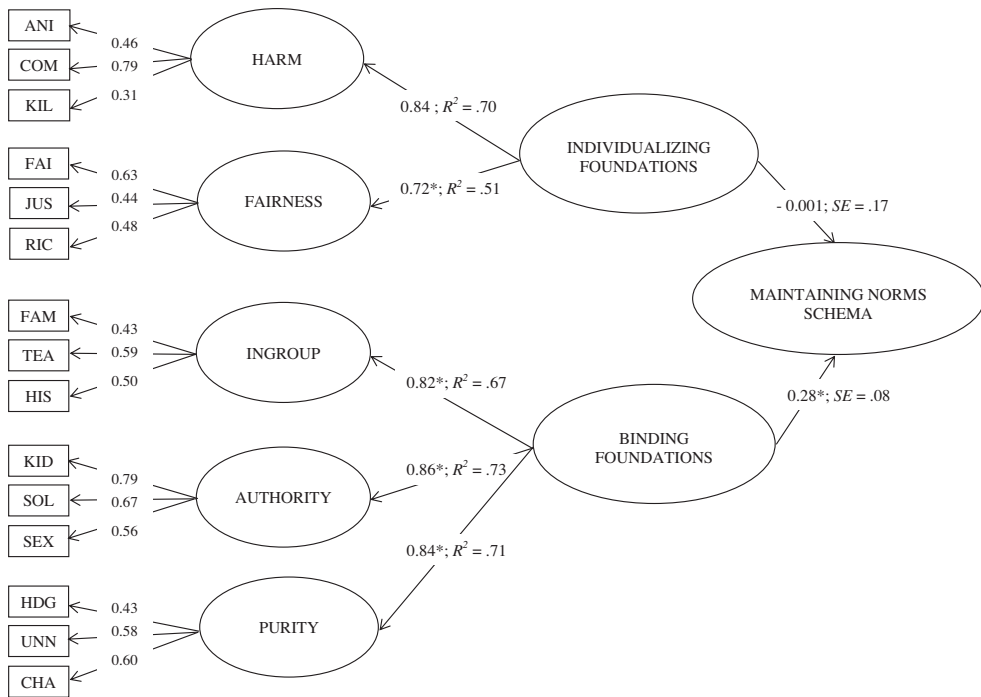 ANI
0.46
COM
0.79
KIL
0.31
HARM
0.84 ; R² = .70
INDIVIDUALIZING
FOUNDATIONS
FAI
0.63
JUS
0.44
RIC
0.48
FAIRNESS
0.72*; R² = .51
- 0.001; SE = .17
MAINTAINING NORMS
SCHEMA
FAM
0.43
TEA
0.59
HIS
0.50
INGROUP
0.82*; R² = .67
0.28*; SE = .08
BINDING
FOUNDATIONS
KID
0.79
SOL
0.67
SEX
0.56
AUTHORITY
0.86*; R² = .73
0.84*; R² = .71
HDG
0.43
UNN
0.58
CHA
0.60
PURITY